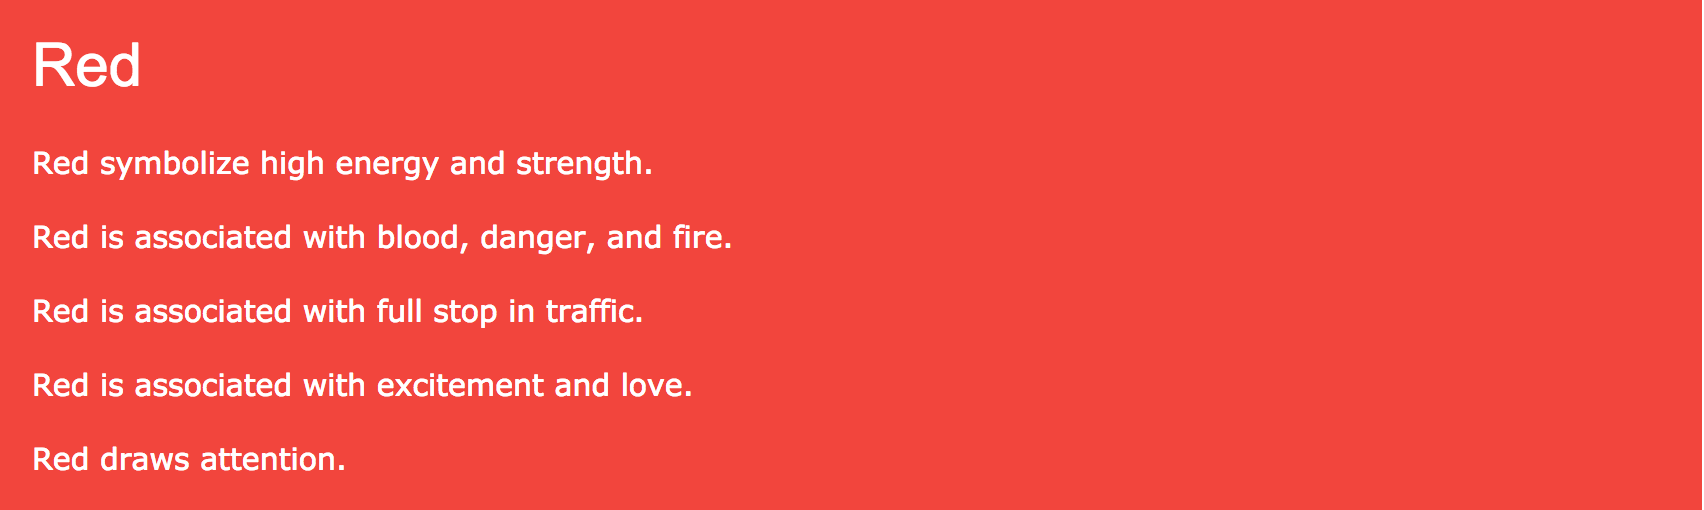 Red
Red symbolize high energy and strength.
Red is associated with blood, danger, and fire.
Red is associated with full stop in traffic.
Red is associated with excitement and love.
Red draws attention.